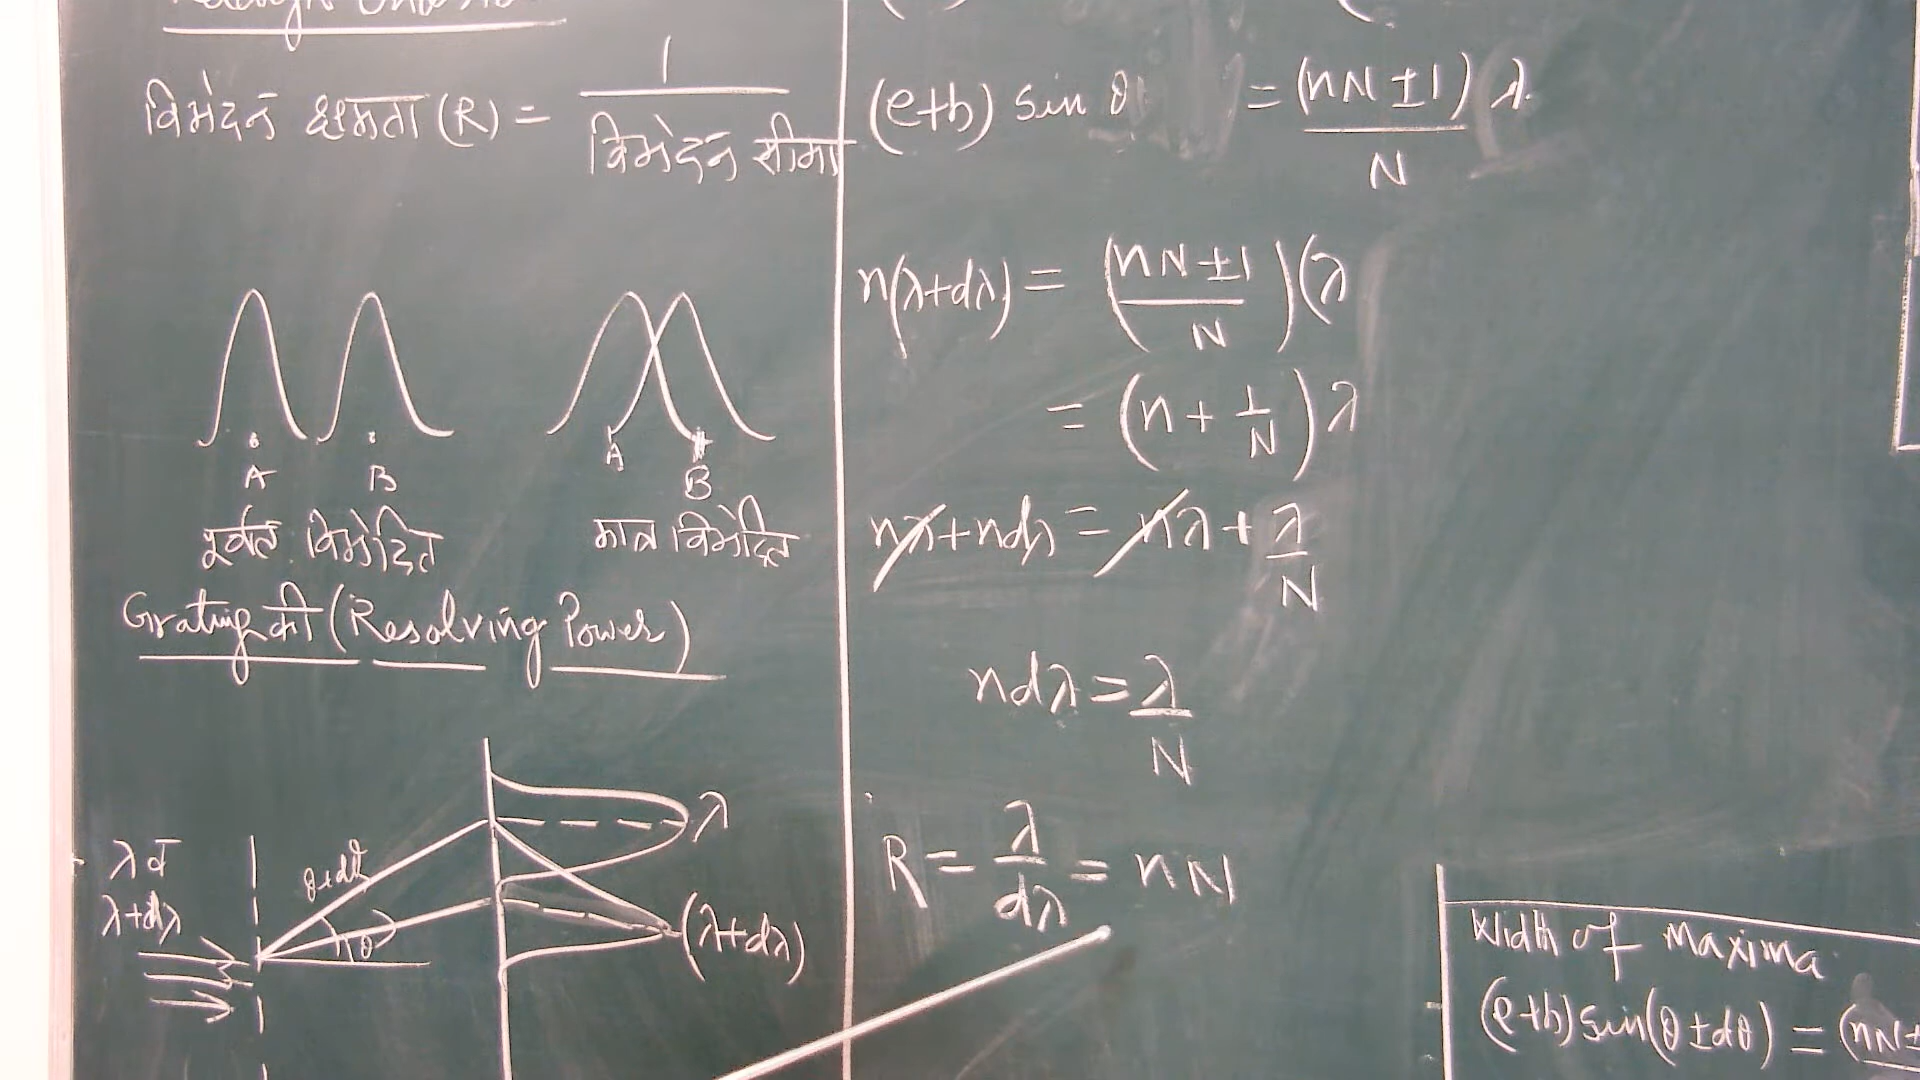 विभेदन क्षमता (R) = 1 / विभेदन सीमा
A B A B
पूर्णतः विभेदित मात्र विभेदित
Grating की (Resolving Power)
λ व
λ+dλ
θ+dθ
θ
λ
(λ+dλ)
(e+b) sin θ = (nN ± 1) λ / N
n(λ+dλ) = (nN ± 1 / N) (λ
= (n + 1/N) λ
nλ + ndλ = nλ + λ/N
ndλ = λ/N
R = λ/dλ = nN
Width of Maxima
(e+b) sin(θ ± dθ) = (nN ±